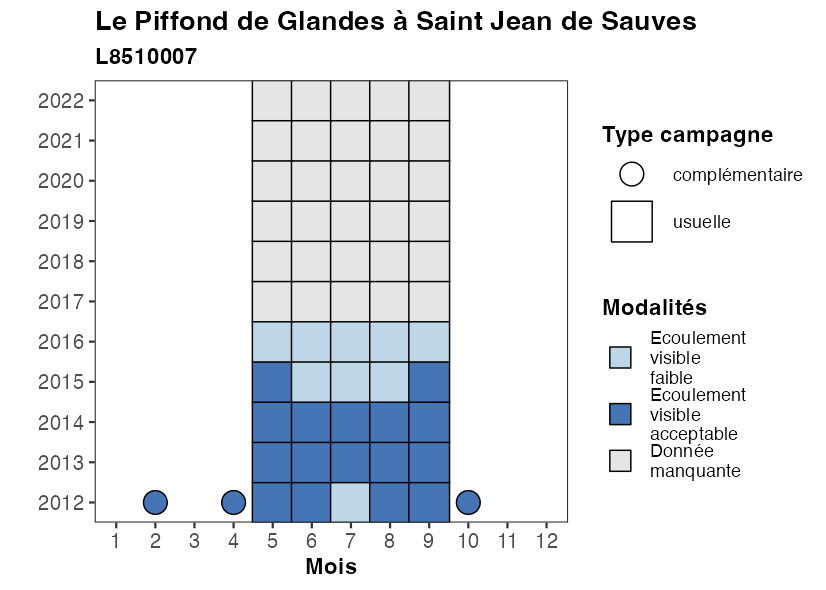 Le Piffond de Glandes à Saint Jean de Sauves
L8510007
2022
2021
2020
2019
2018
2017
2016
2015
2014
2013
2012
1 2 3 4 5 6 7 8 9 10 11 12
Mois
Type campagne
complémentaire
usuelle
Modalités
Ecoulement
visible
faible
Ecoulement
visible
acceptable
Donnée
manquante